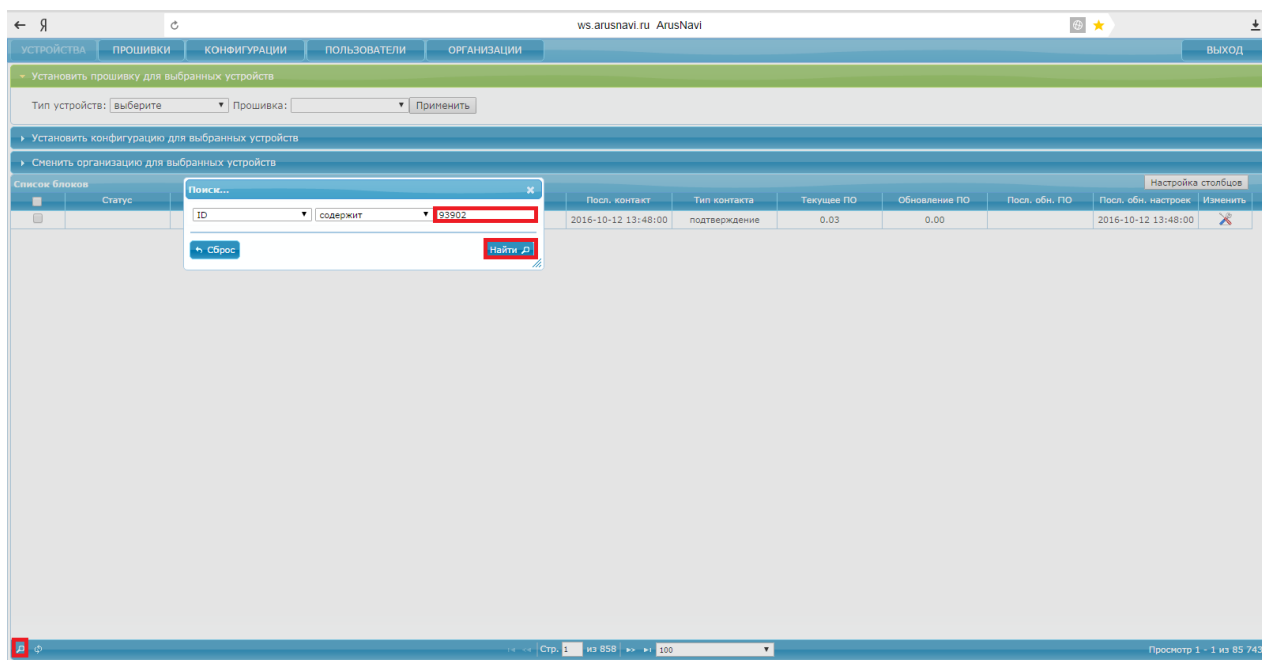 Я ws.arusnavi.ru ArusNavi
УСТРОЙСТВА ПРОШИВКИ КОНФИГУРАЦИИ ПОЛЬЗОВАТЕЛИ ОРГАНИЗАЦИИ ВЫХОД
Установить прошивку для выбранных устройств
Тип устройств: выберите Прошивка: Применить
Установить конфигурацию для выбранных устройств
Сменить организацию для выбранных устройств
Список блоков Настройка столбцов
Статус Посл. контакт Тип контакта Текущее ПО Обновление ПО Посл. обн. ПО Посл. обн. настроек Изменить
2016-10-12 13:48:00 подтверждение 0.03 0.00 2016-10-12 13:48:00
Поиск...
ID содержит 93902
Сброс Найти
Стр. 1 из 858 100 Просмотр 1 - 1 из 85 743